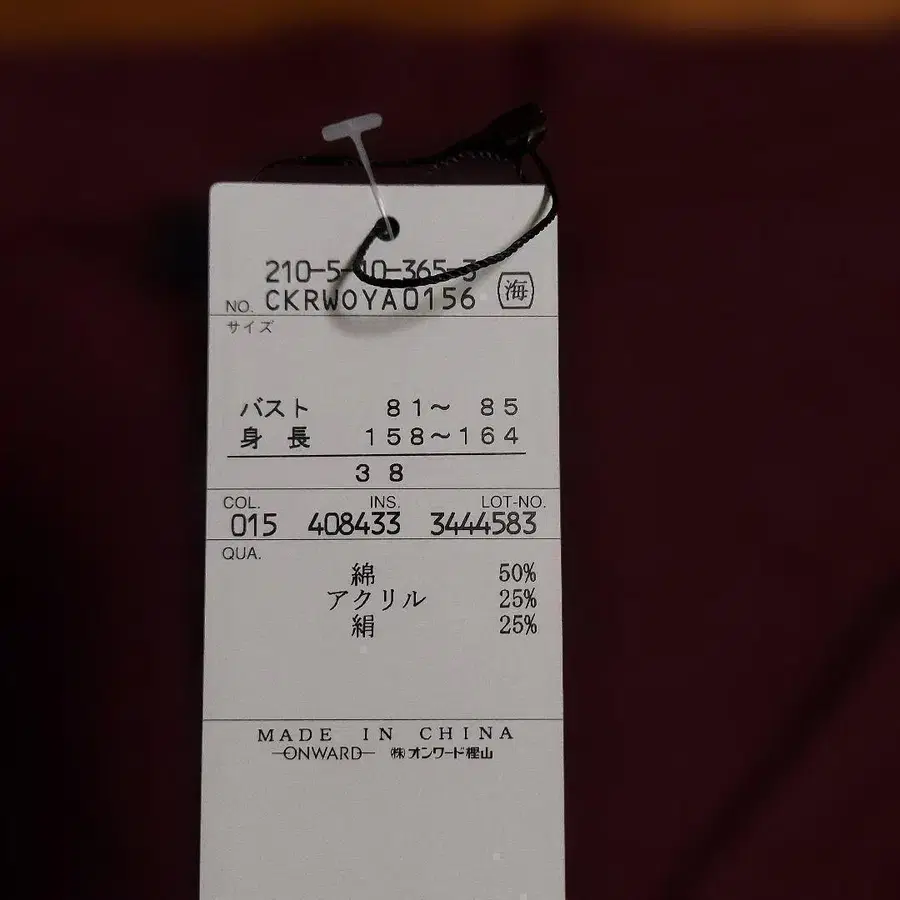 210-5-10-365-3
NO. CKRWOYA0156 海
サイズ
バスト 81～ 85
身 長 158～164
38
COL. INS. LOT-NO.
015 408433 3444583
QUA.
綿 50%
アクリル 25%
絹 25%
MADE IN CHINA
ONWARD ㈱オンワード樫山